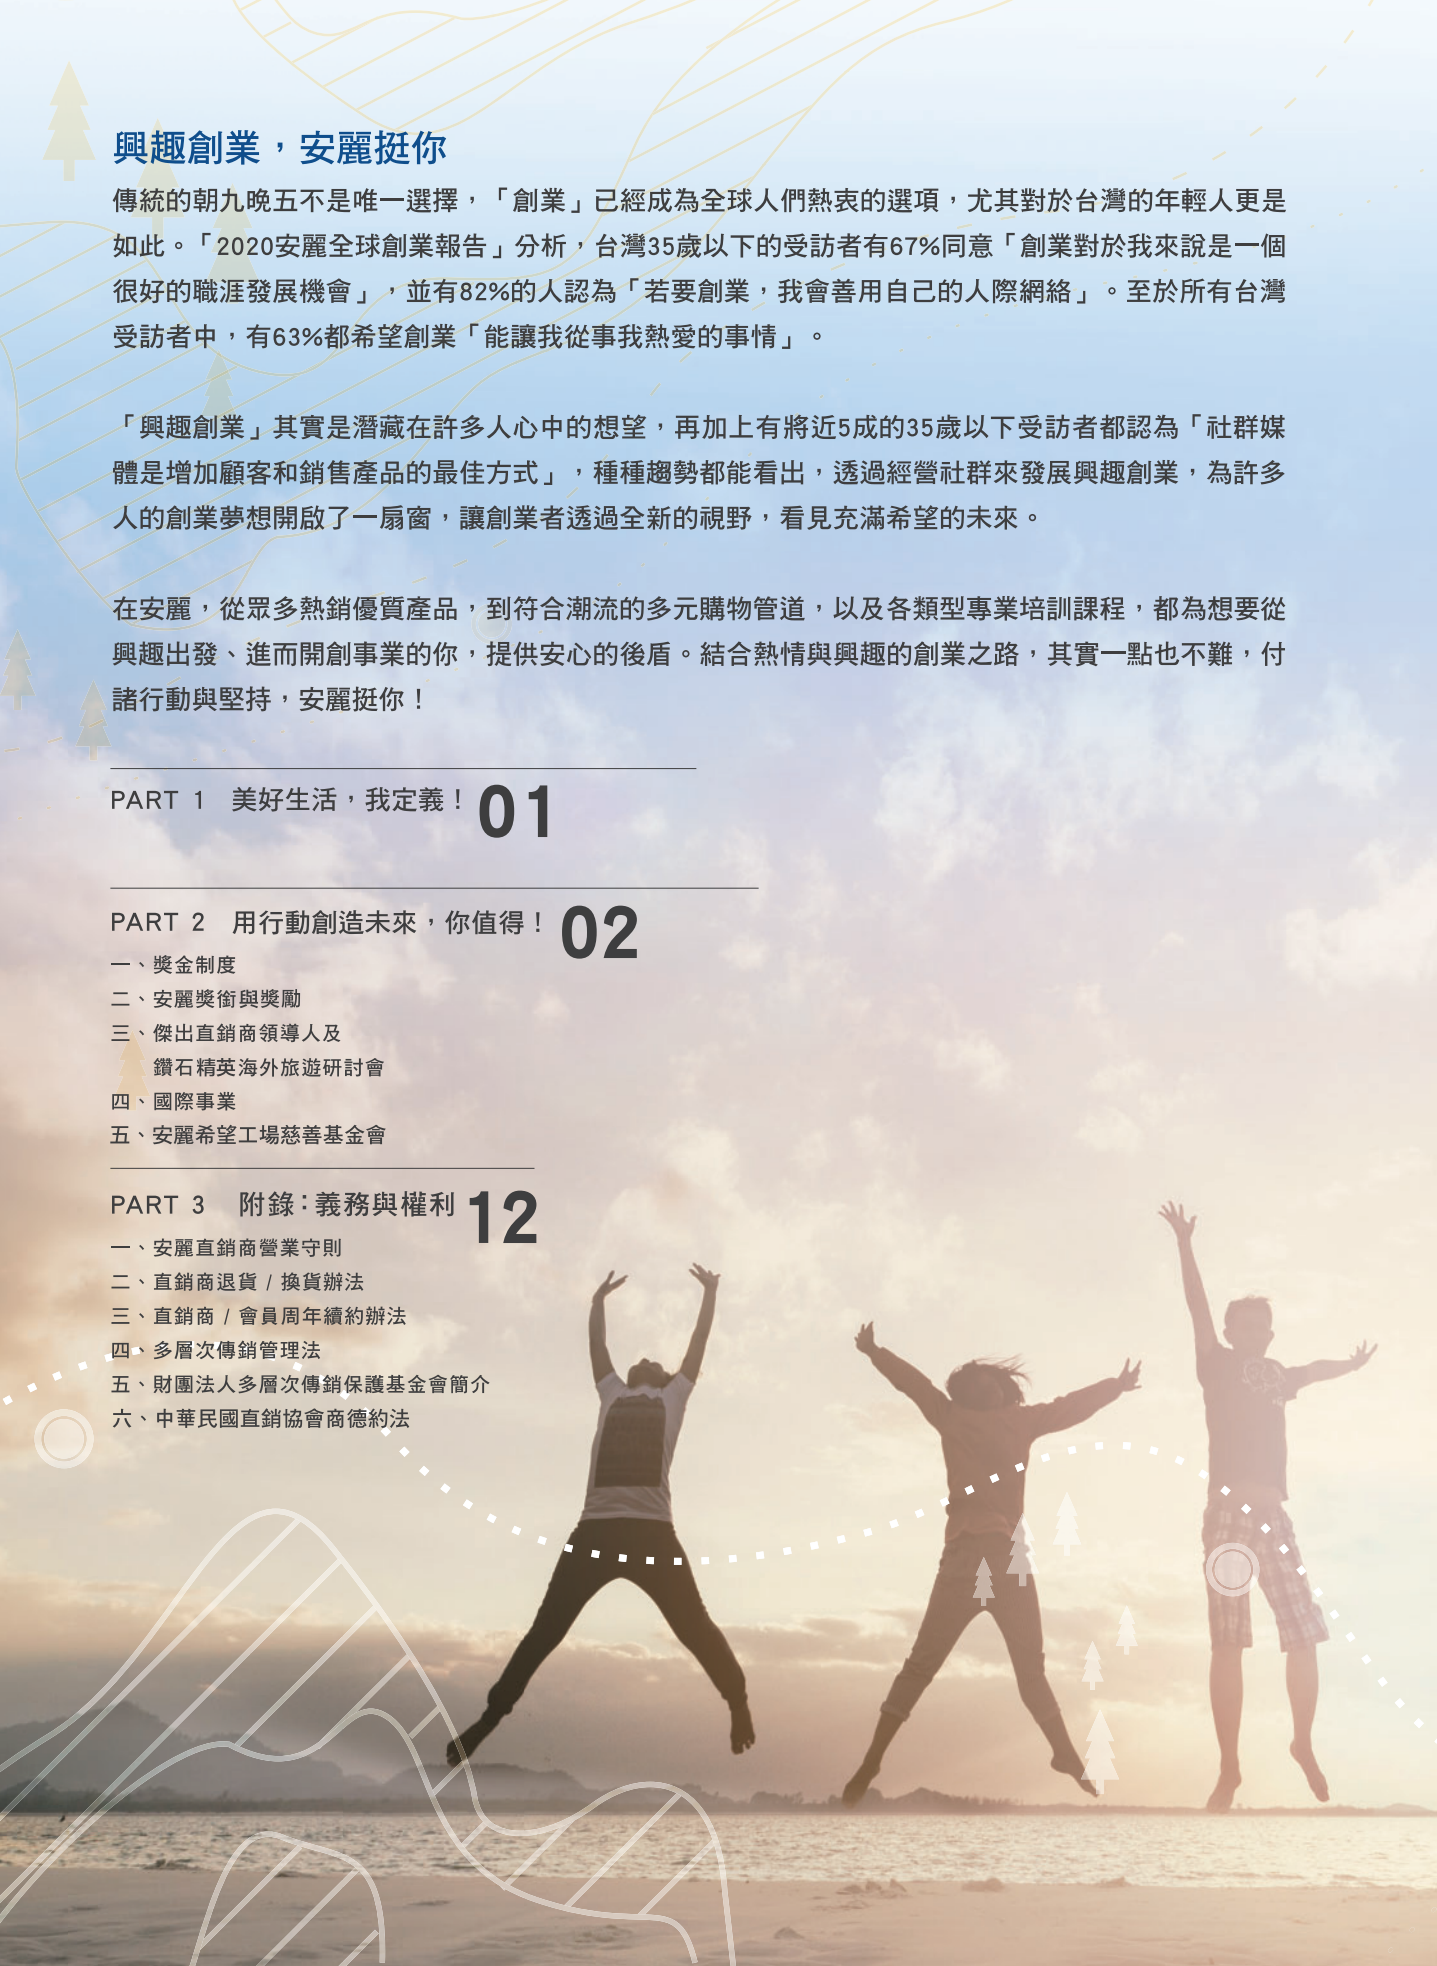 興趣創業，安麗挺你
傳統的朝九晚五不是唯一選擇，「創業」已經成為全球人們熱衷的選項，尤其對於台灣的年輕人更是
如此。「2020安麗全球創業報告」分析，台灣35歲以下的受訪者有67%同意「創業對於我來說是一個
很好的職涯發展機會」，並有82%的人認為「若要創業，我會善用自己的人際網絡」。至於所有台灣
受訪者中，有63%都希望創業「能讓我從事我熱愛的事情」。
「興趣創業」其實是潛藏在許多人心中的想望，再加上有將近5成的35歲以下受訪者都認為「社群媒
體是增加顧客和銷售產品的最佳方式」，種種趨勢都能看出，透過經營社群來發展興趣創業，為許多
人的創業夢想開啟了一扇窗，讓創業者透過全新的視野，看見充滿希望的未來。
在安麗，從眾多熱銷優質產品，到符合潮流的多元購物管道，以及各類型專業培訓課程，都為想要從
興趣出發、進而開創事業的你，提供安心的後盾。結合熱情與興趣的創業之路，其實一點也不難，付
諸行動與堅持，安麗挺你！
PART 1 美好生活，我定義！01
PART 2 用行動創造未來，你值得！02
一、獎金制度
二、安麗獎銜與獎勵
三、傑出直銷商領導人及
鑽石精英海外旅遊研討會
四、國際事業
五、安麗希望工場慈善基金會
PART 3 附錄：義務與權利 12
一、安麗直銷商營業守則
二、直銷商退貨 / 換貨辦法
三、直銷商 / 會員周年續約辦法
四、多層次傳銷管理法
五、財團法人多層次傳銷保護基金會簡介
六、中華民國直銷協會商德約法